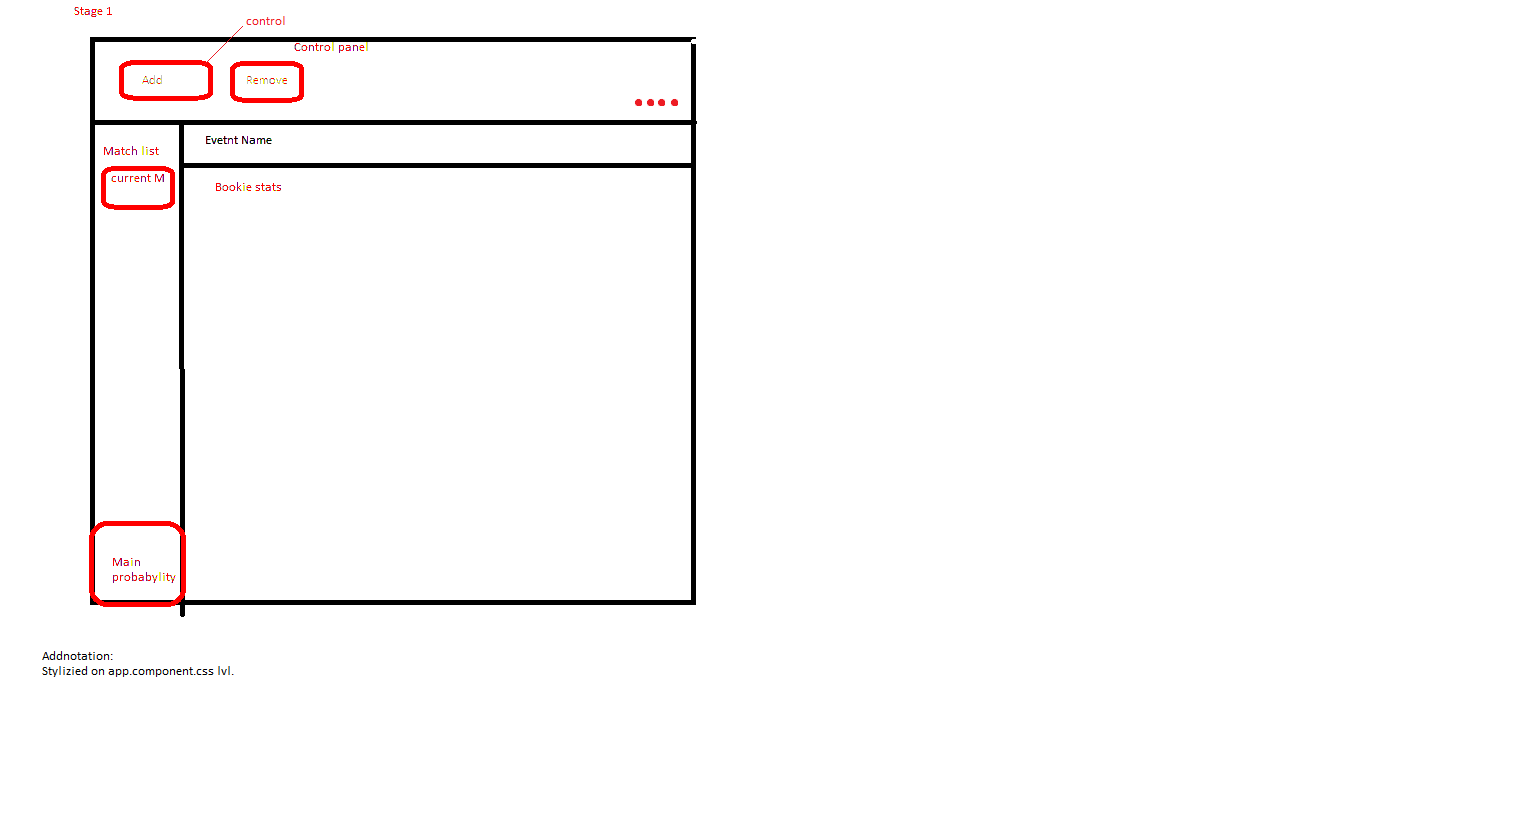 Stage 1
control
Control panel
Add
Remove
Evetnt Name
Match list
current M
Bookie stats
Main
probabylity
Addnotation:
Stylizied on app.component.css lvl.